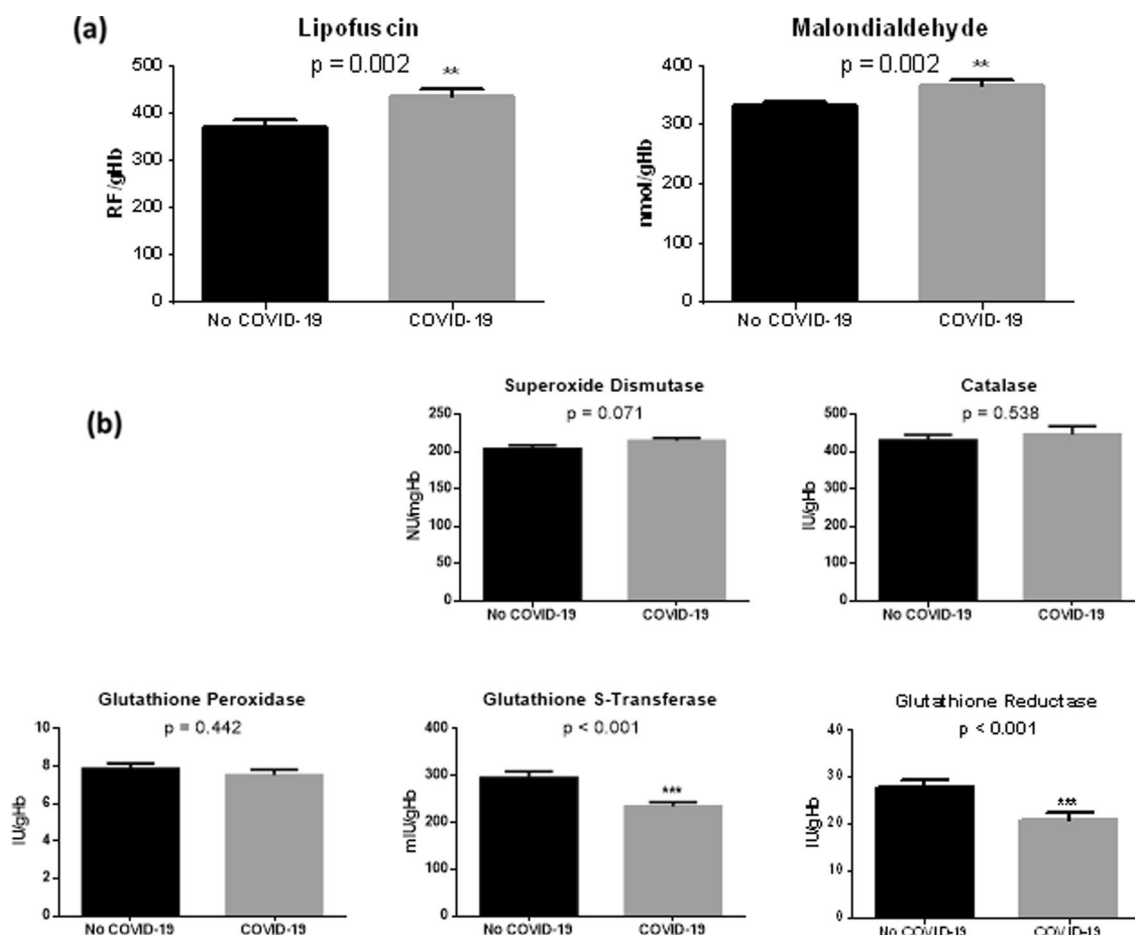 (a)
Lipofuscin
p = 0.002
**
RF/gHb
500
400
300
200
100
0
No COVID-19
COVID-19
Malondialdehyde
p = 0.002
**
nmol/gHb
400
300
200
100
0
No COVID-19
COVID-19
(b)
Superoxide Dismutase
p = 0.071
NU/mgHb
250
200
150
100
50
0
No COVID-19
COVID-19
Catalase
p = 0.538
IU/gHb
500
400
300
200
100
0
No COVID-19
COVID-19
Glutathione Peroxidase
p = 0.442
IU/gHb
10
8
6
4
2
0
No COVID-19
COVID-19
Glutathione S-Transferase
p < 0.001
***
mIU/gHb
400
300
200
100
0
No COVID-19
COVID-19
Glutathione Reductase
p < 0.001
***
IU/gHb
40
30
20
10
0
No COVID-19
COVID-19